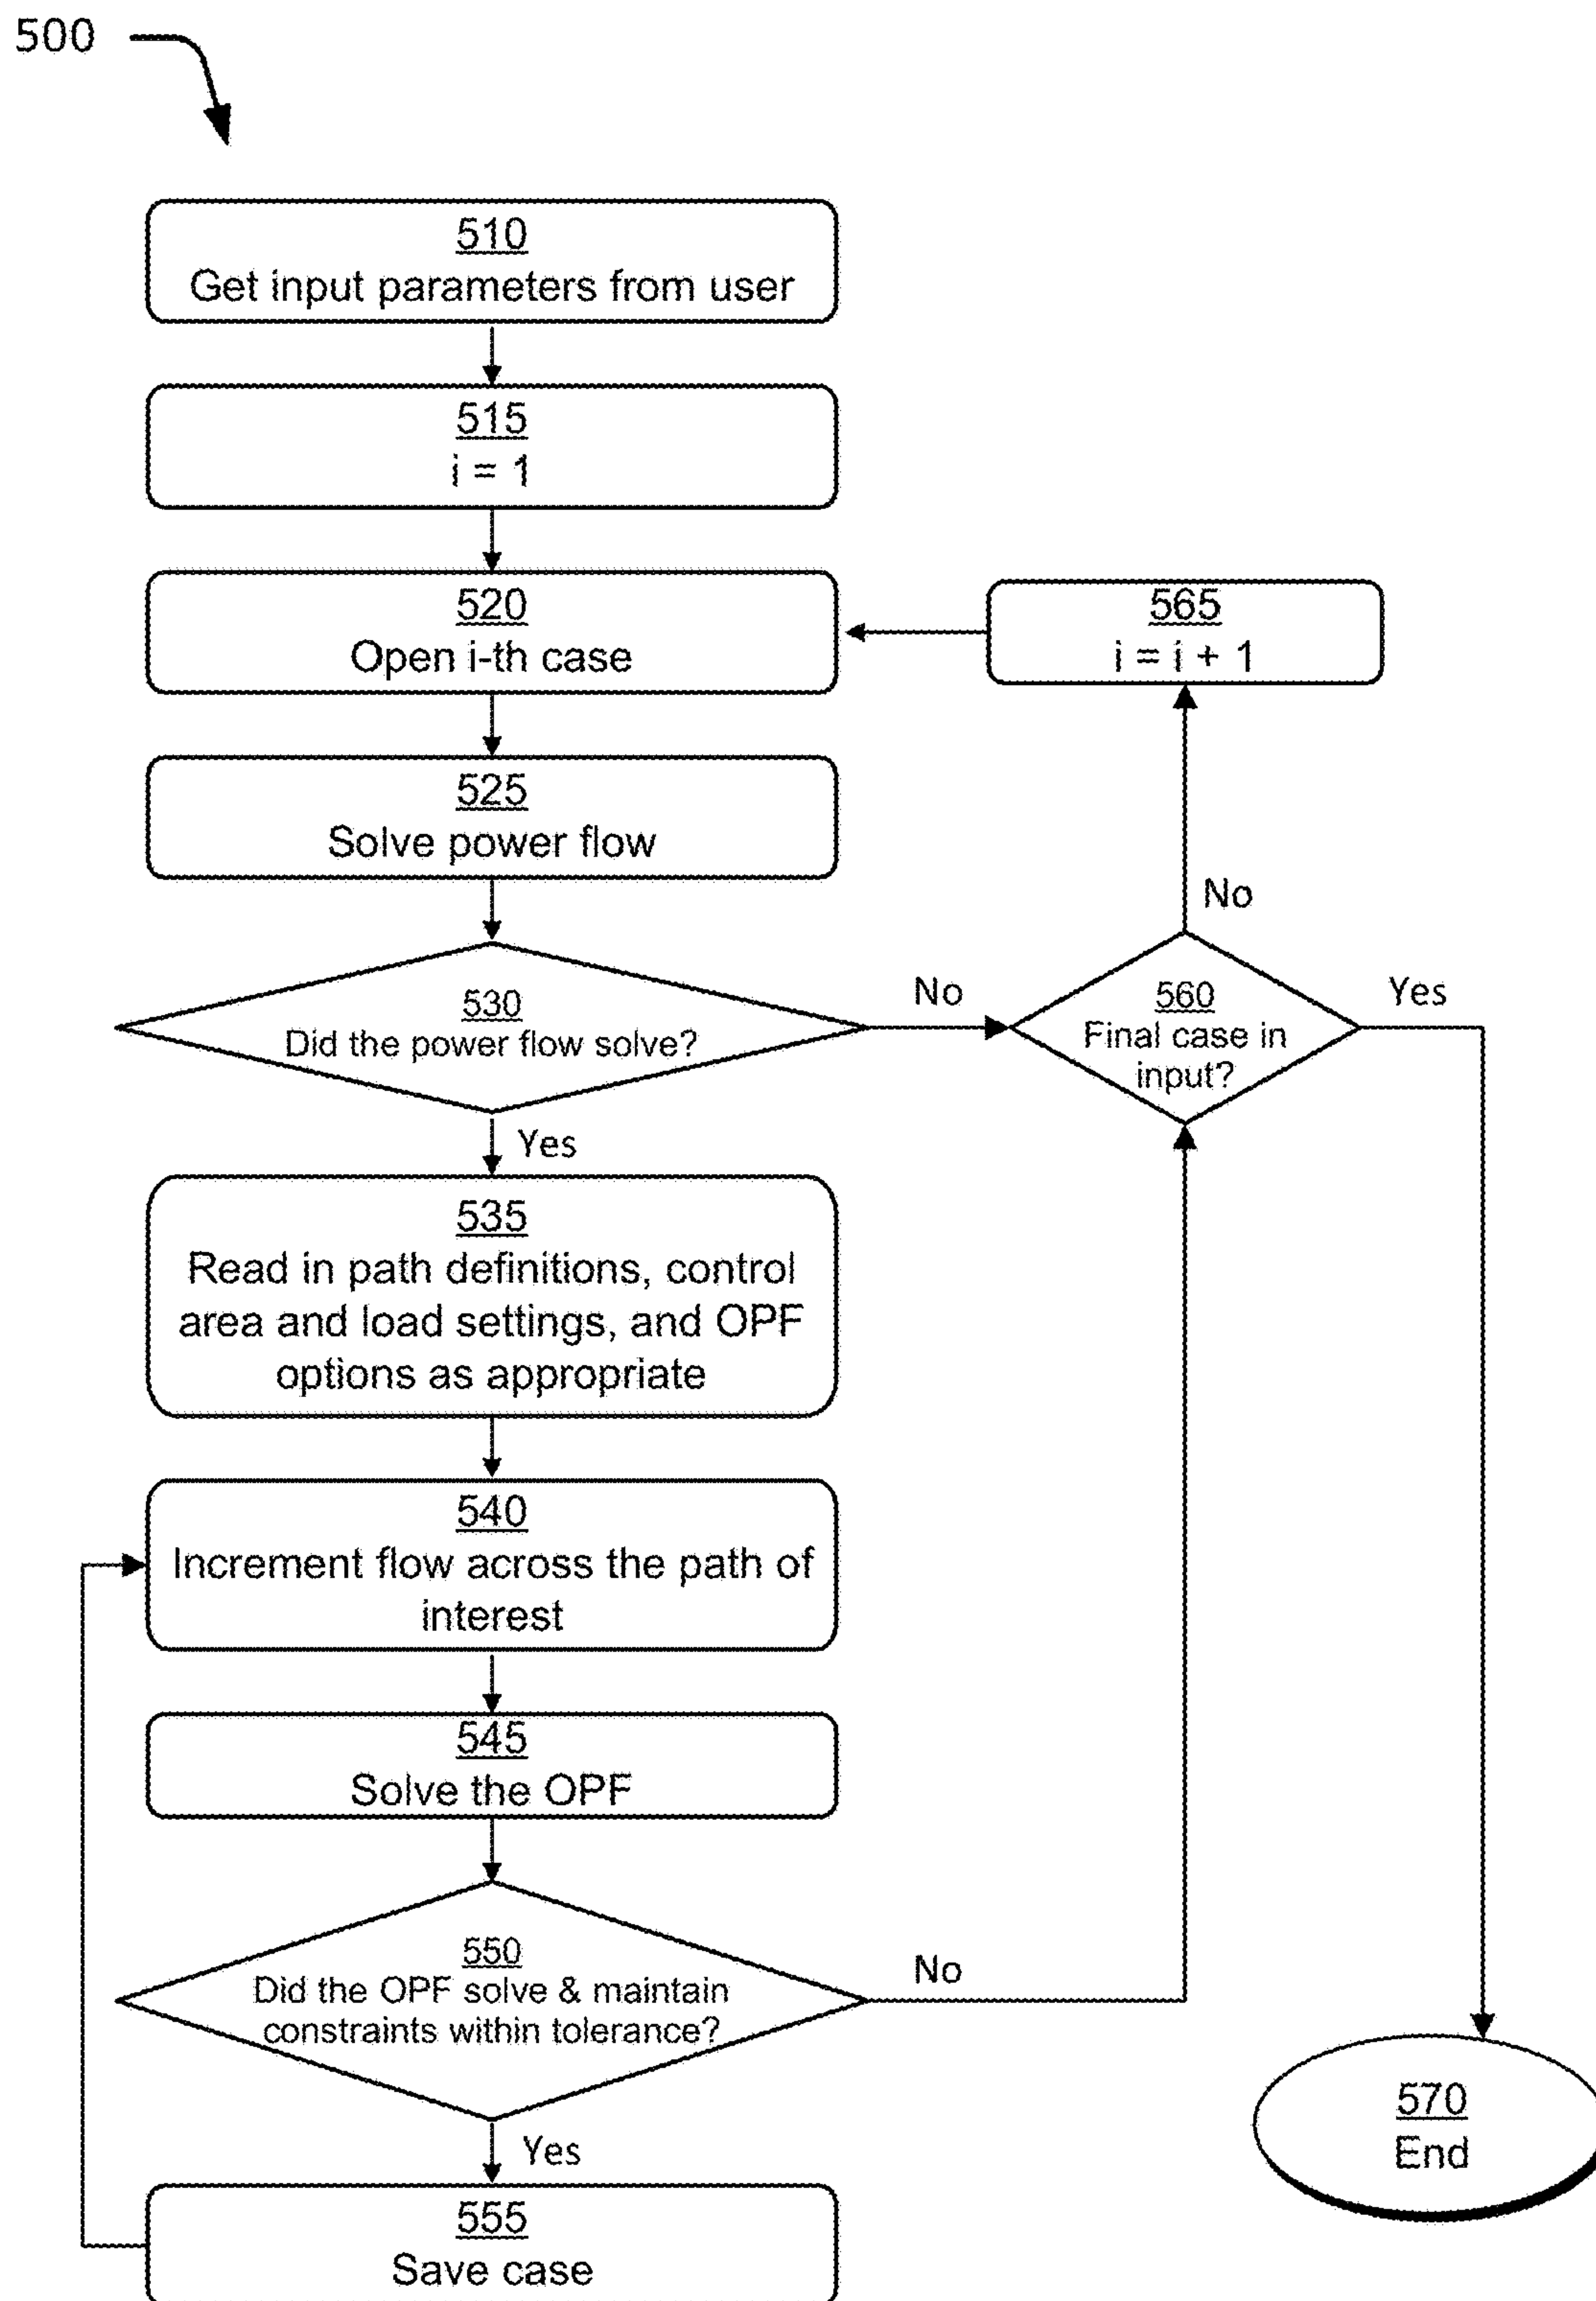 500
510
Get input parameters from user
515
i = 1
520
Open i-th case
565
i = i + 1
525
Solve power flow
No
530
Did the power flow solve?
No
560
Final case in
input?
Yes
Yes
535
Read in path definitions, control
area and load settings, and OPF
options as appropriate
540
Increment flow across the path of
interest
545
Solve the OPF
550
Did the OPF solve & maintain
constraints within tolerance?
No
Yes
555
Save case
570
End